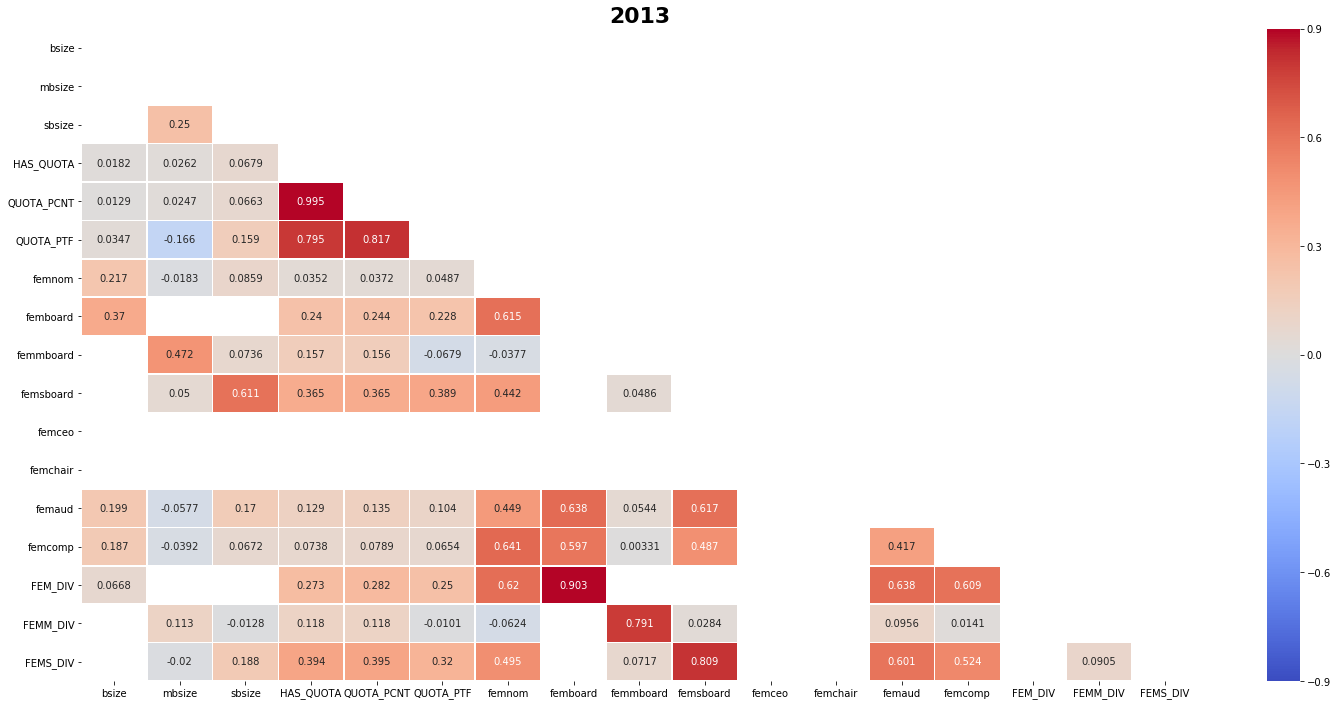 2013
bsize
mbsize
sbsize 0.25
HAS_QUOTA 0.0182 0.0262 0.0679
QUOTA_PCNT 0.0129 0.0247 0.0663 0.995
QUOTA_PTF 0.0347 -0.166 0.159 0.795 0.817
femnom 0.217 -0.0183 0.0859 0.0352 0.0372 0.0487
femboard 0.37 0.24 0.244 0.228 0.615
femmboard 0.472 0.0736 0.157 0.156 -0.0679 -0.0377
femsboard 0.05 0.611 0.365 0.365 0.389 0.442 0.0486
femceo
femchair
femaud 0.199 -0.0577 0.17 0.129 0.135 0.104 0.449 0.638 0.0544 0.617
femcomp 0.187 -0.0392 0.0672 0.0738 0.0789 0.0654 0.641 0.597 0.00331 0.487 0.417
FEM_DIV 0.0668 0.273 0.282 0.25 0.62 0.903 0.638 0.609
FEMM_DIV 0.113 -0.0128 0.118 0.118 -0.0101 -0.0624 0.791 0.0284 0.0956 0.0141
FEMS_DIV -0.02 0.188 0.394 0.395 0.32 0.495 0.0717 0.809 0.601 0.524 0.0905
bsize mbsize sbsize HAS_QUOTA QUOTA_PCNT QUOTA_PTF femnom femboard femmboard femsboard femceo femchair femaud femcomp FEM_DIV FEMM_DIV FEMS_DIV
0.9
0.6
0.3
0.0
−0.3
−0.6
−0.9